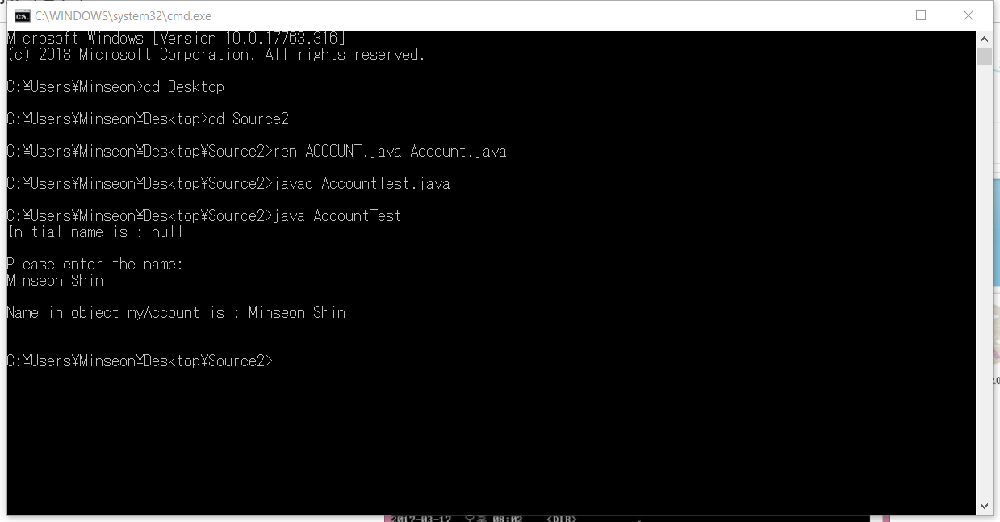 C:\WINDOWS\system32\cmd.exe
Microsoft Windows [Version 10.0.17763.316]
(c) 2018 Microsoft Corporation. All rights reserved.
C:¥Users¥Minseon>cd Desktop
C:¥Users¥Minseon¥Desktop>cd Source2
C:¥Users¥Minseon¥Desktop¥Source2>ren ACCOUNT.java Account.java
C:¥Users¥Minseon¥Desktop¥Source2>javac AccountTest.java
C:¥Users¥Minseon¥Desktop¥Source2>java AccountTest
Initial name is : null
Please enter the name:
Minseon Shin
Name in object myAccount is : Minseon Shin
C:¥Users¥Minseon¥Desktop¥Source2>
2017-03-17 오후 08:02 <DIR>